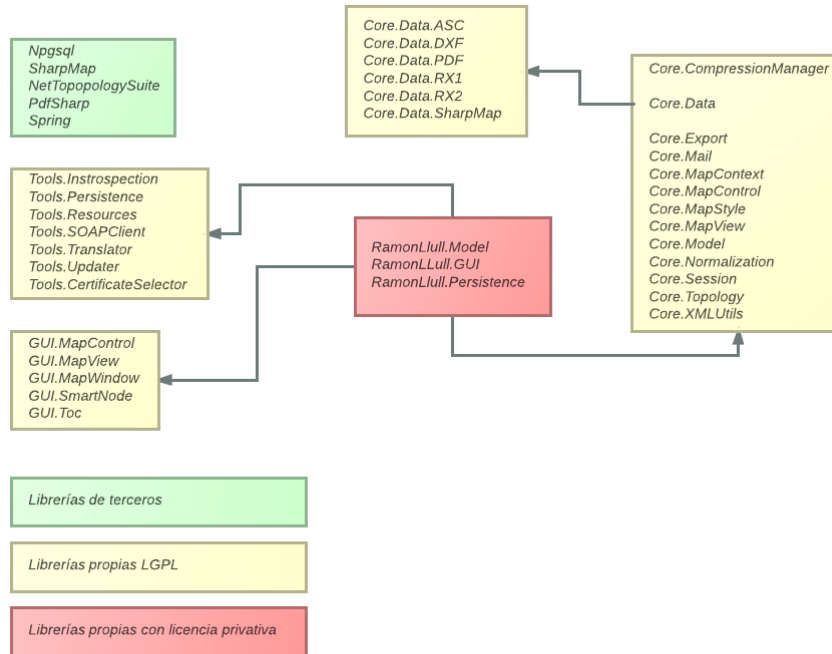 Npgsql
SharpMap
NetTopopologySuite
PdfSharp
Spring
Core.Data.ASC
Core.Data.DXF
Core.Data.PDF
Core.Data.RX1
Core.Data.RX2
Core.Data.SharpMap
Core.CompressionManager
Core.Data
Core.Export
Core.Mail
Core.MapContext
Core.MapControl
Core.MapStyle
Core.MapView
Core.Model
Core.Normalization
Core.Session
Core.Topology
Core.XMLUtils
Tools.Instrospection
Tools.Persistence
Tools.Resources
Tools.SOAPClient
Tools.Translator
Tools.Updater
Tools.CertificateSelector
RamonLlull.Model
RamonLLull.GUI
RamonLlull.Persistence
GUI.MapControl
GUI.MapView
GUI.MapWindow
GUI.SmartNode
GUI.Toc
Librerías de terceros
Librerías propias LGPL
Librerías propias con licencia privativa